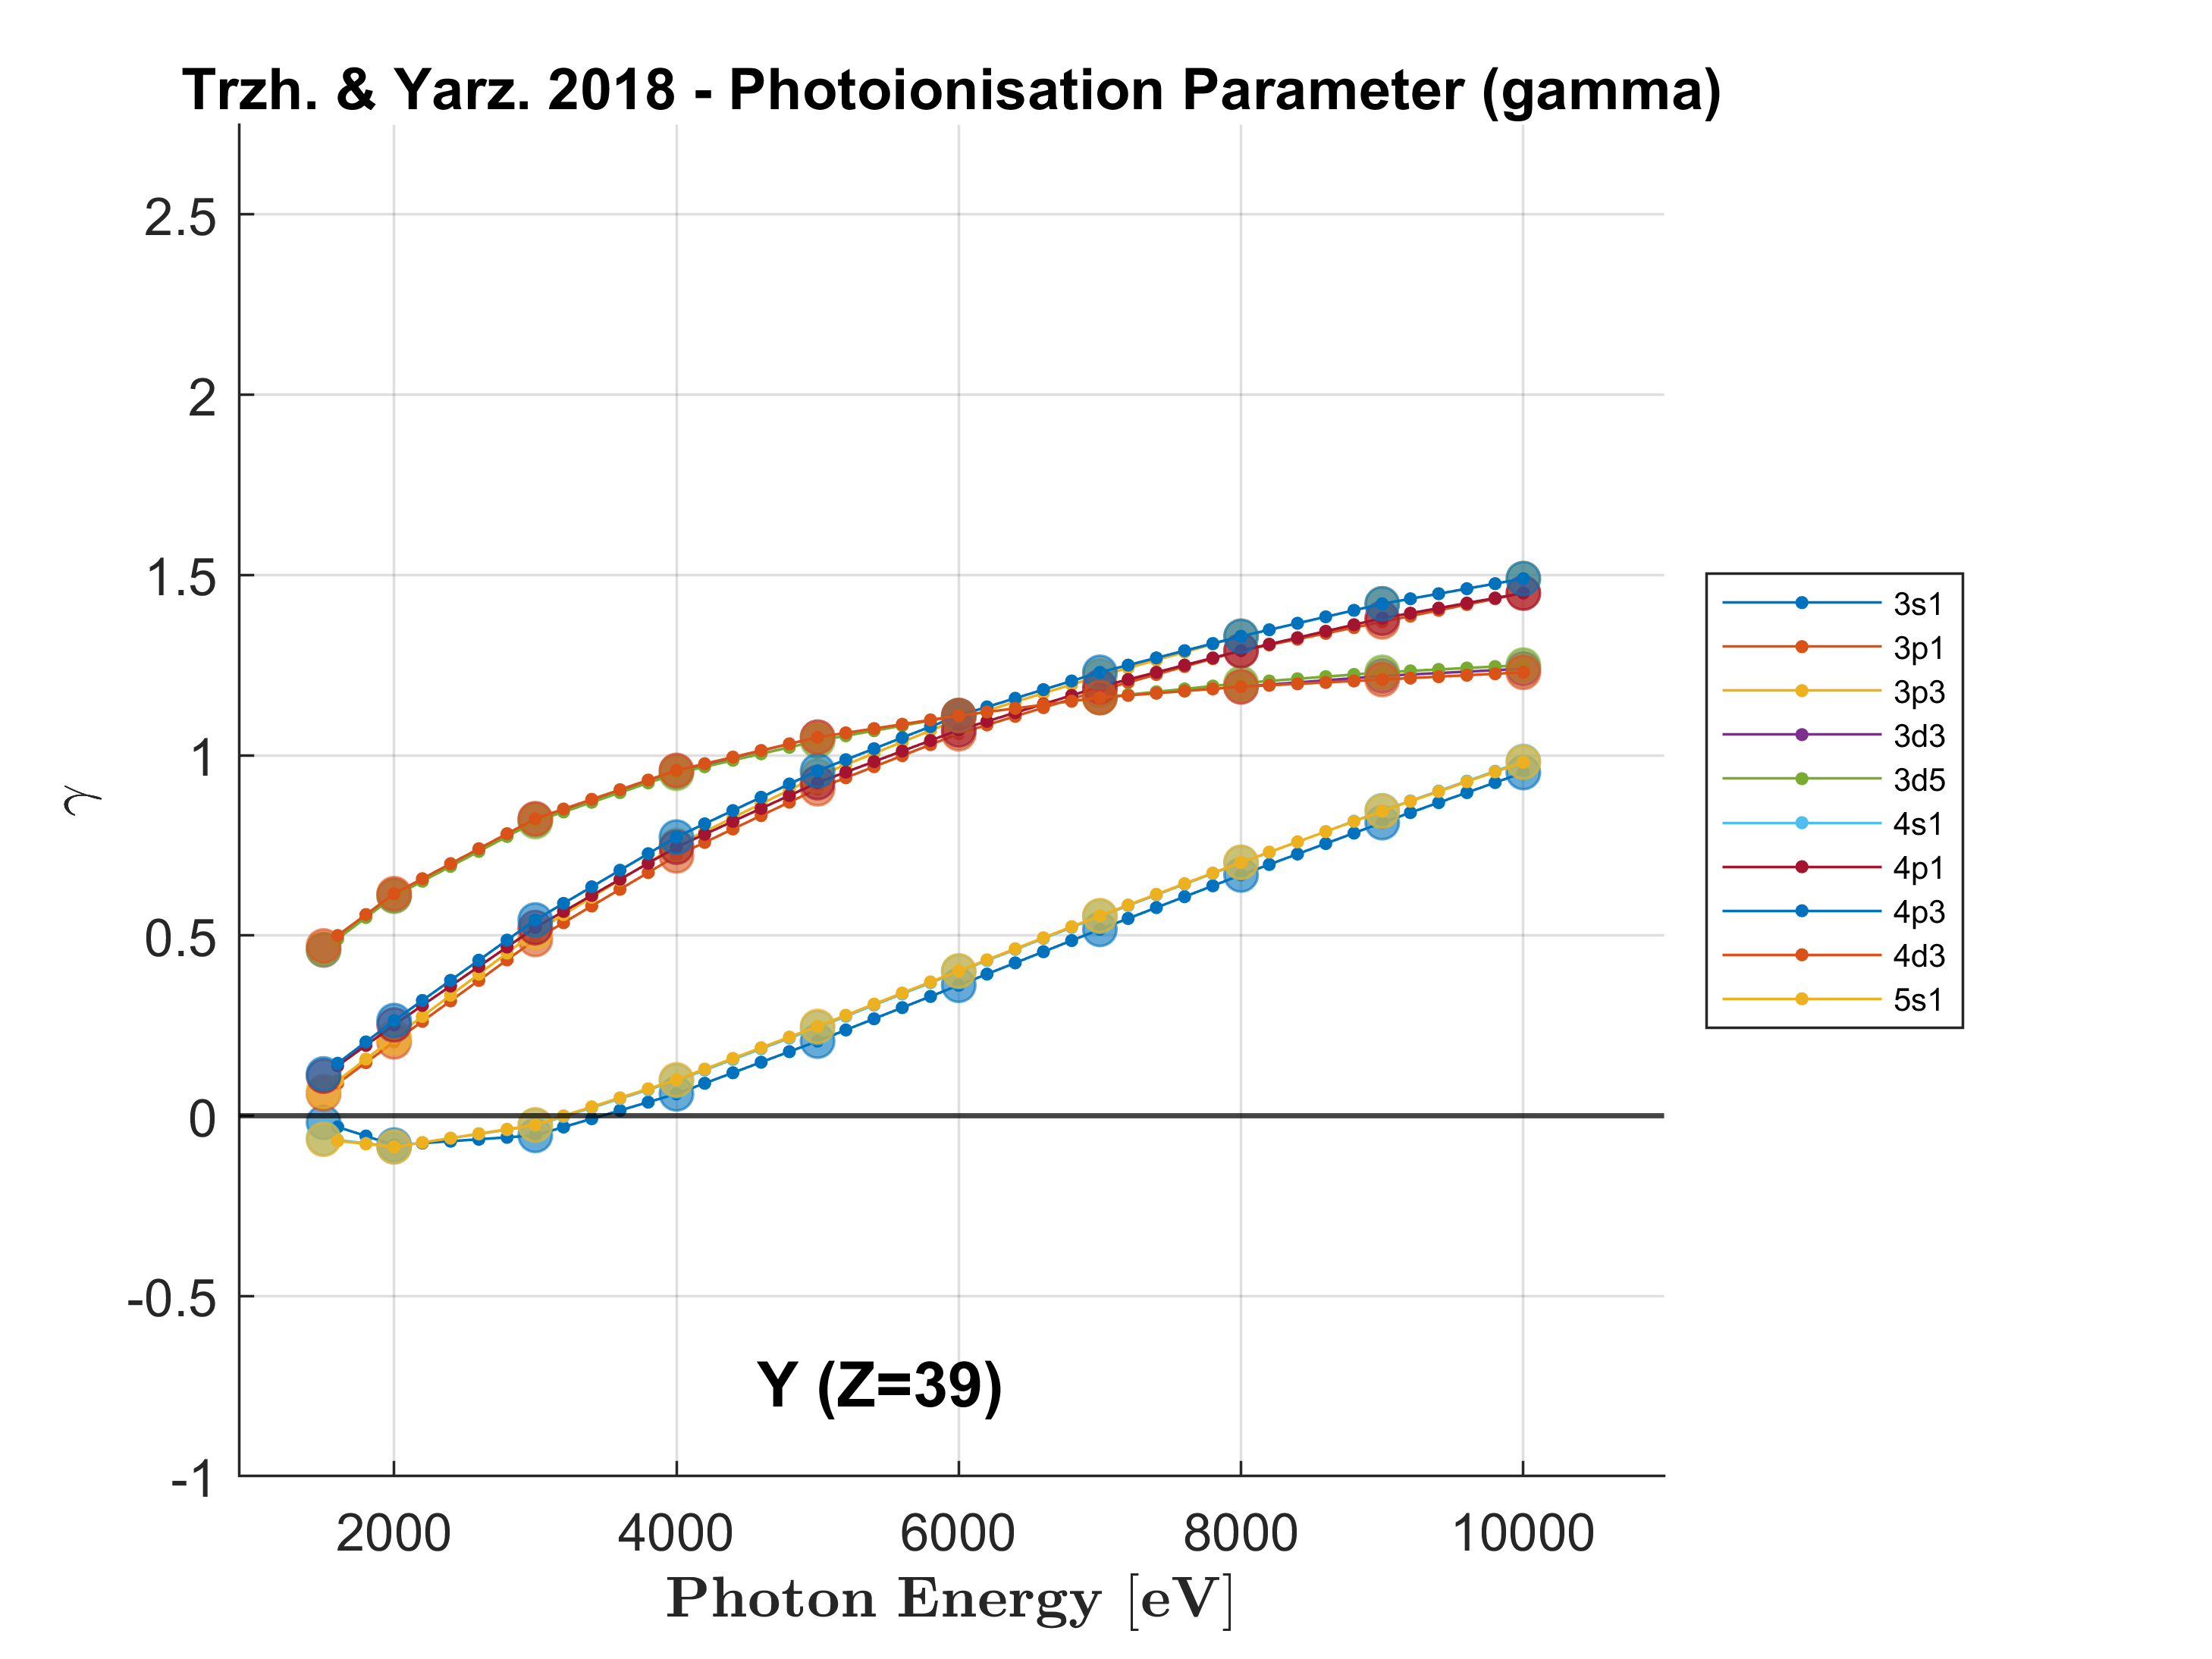 Trzh. & Yarz. 2018 - Photoionisation Parameter (gamma)
2.5
2
1.5
1
0.5
0
-0.5
-1
γ
3s1
3p1
3p3
3d3
3d5
4s1
4p1
4p3
4d3
5s1
Y (Z=39)
2000 4000 6000 8000 10000
Photon Energy [eV]